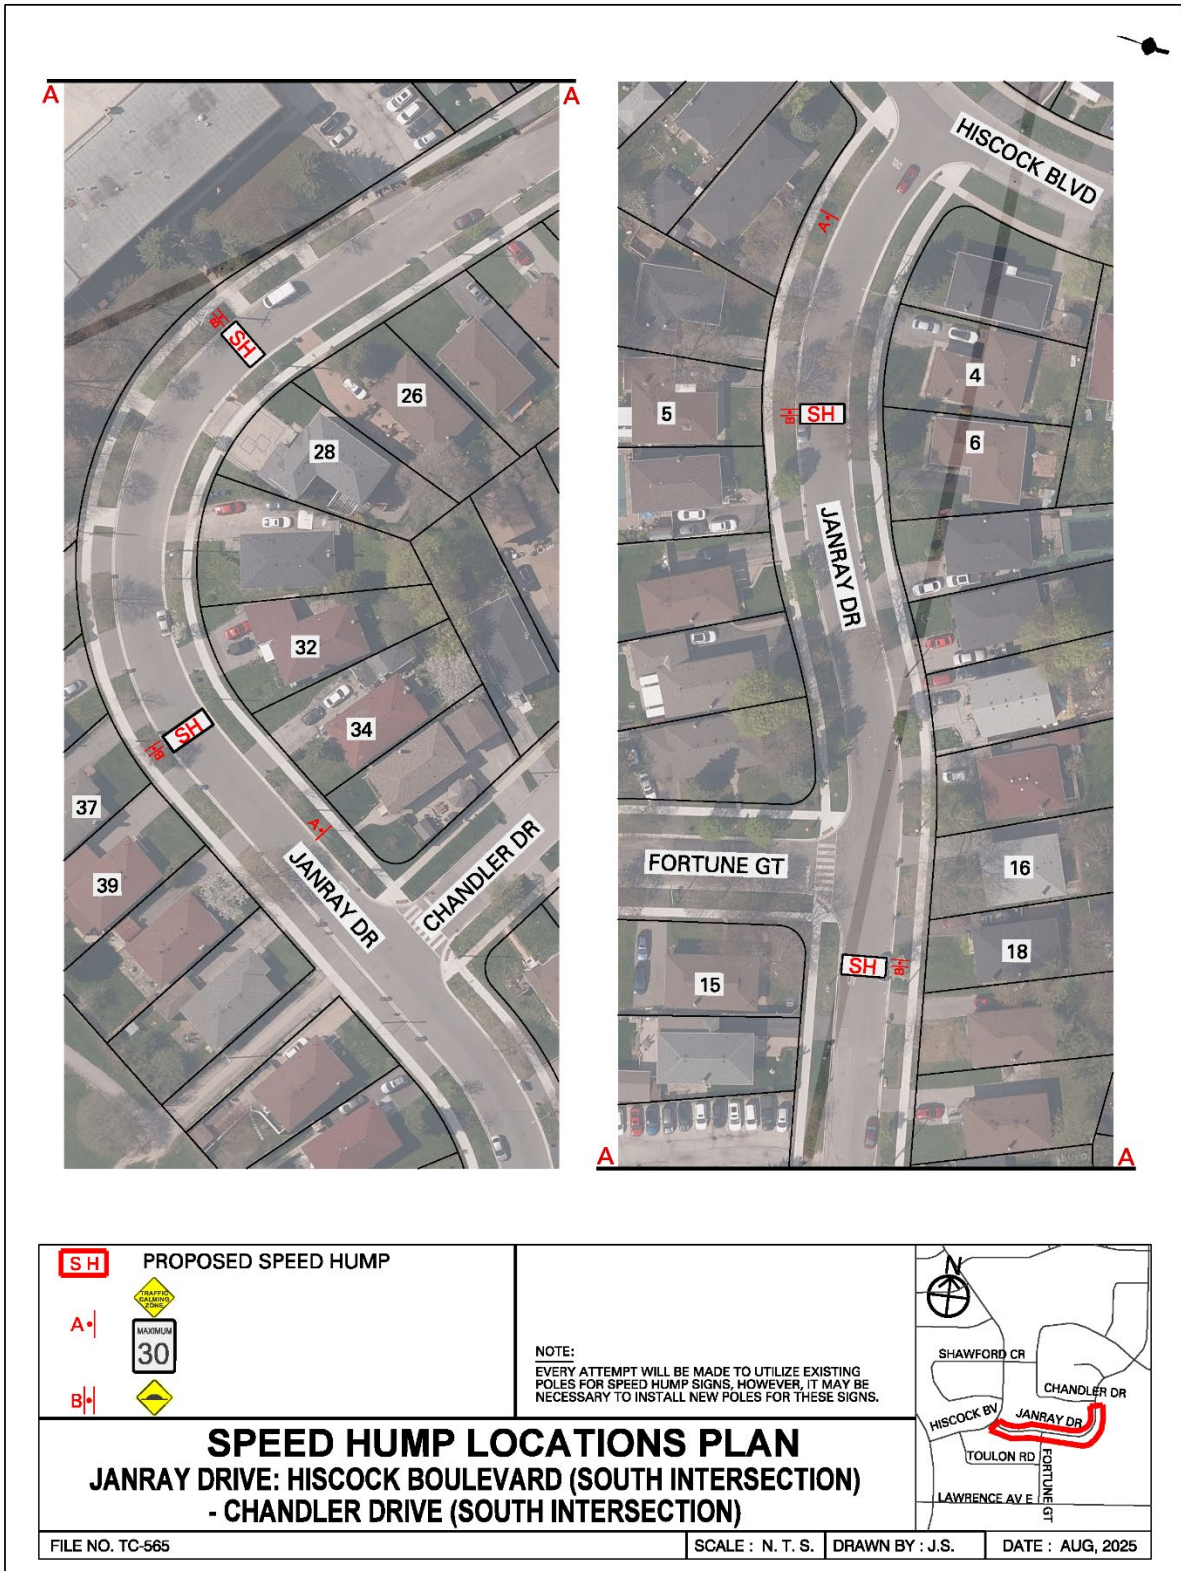 A
A
B
SH
26
28
32
34
SH
B
A
37
39
JANRAY DR
CHANDLER DR
HISCOCK BLVD
A
4
5
B
SH
6
JANRAY DR
FORTUNE GT
16
18
SH
B
15
A
A
SH
PROPOSED SPEED HUMP
TRAFFIC
CALMING
ZONE
A
MAXIMUM
30
B
NOTE:
EVERY ATTEMPT WILL BE MADE TO UTILIZE EXISTING
POLES FOR SPEED HUMP SIGNS, HOWEVER, IT MAY BE
NECESSARY TO INSTALL NEW POLES FOR THESE SIGNS.
N
SHAWFORD CR
CHANDLER DR
HISCOCK BV
JANRAY DR
TOULON RD
FORTUNE GT
LAWRENCE AV E
SPEED HUMP LOCATIONS PLAN
JANRAY DRIVE: HISCOCK BOULEVARD (SOUTH INTERSECTION)
- CHANDLER DRIVE (SOUTH INTERSECTION)
FILE NO. TC-565
SCALE : N. T. S.
DRAWN BY : J.S.
DATE : AUG, 2025